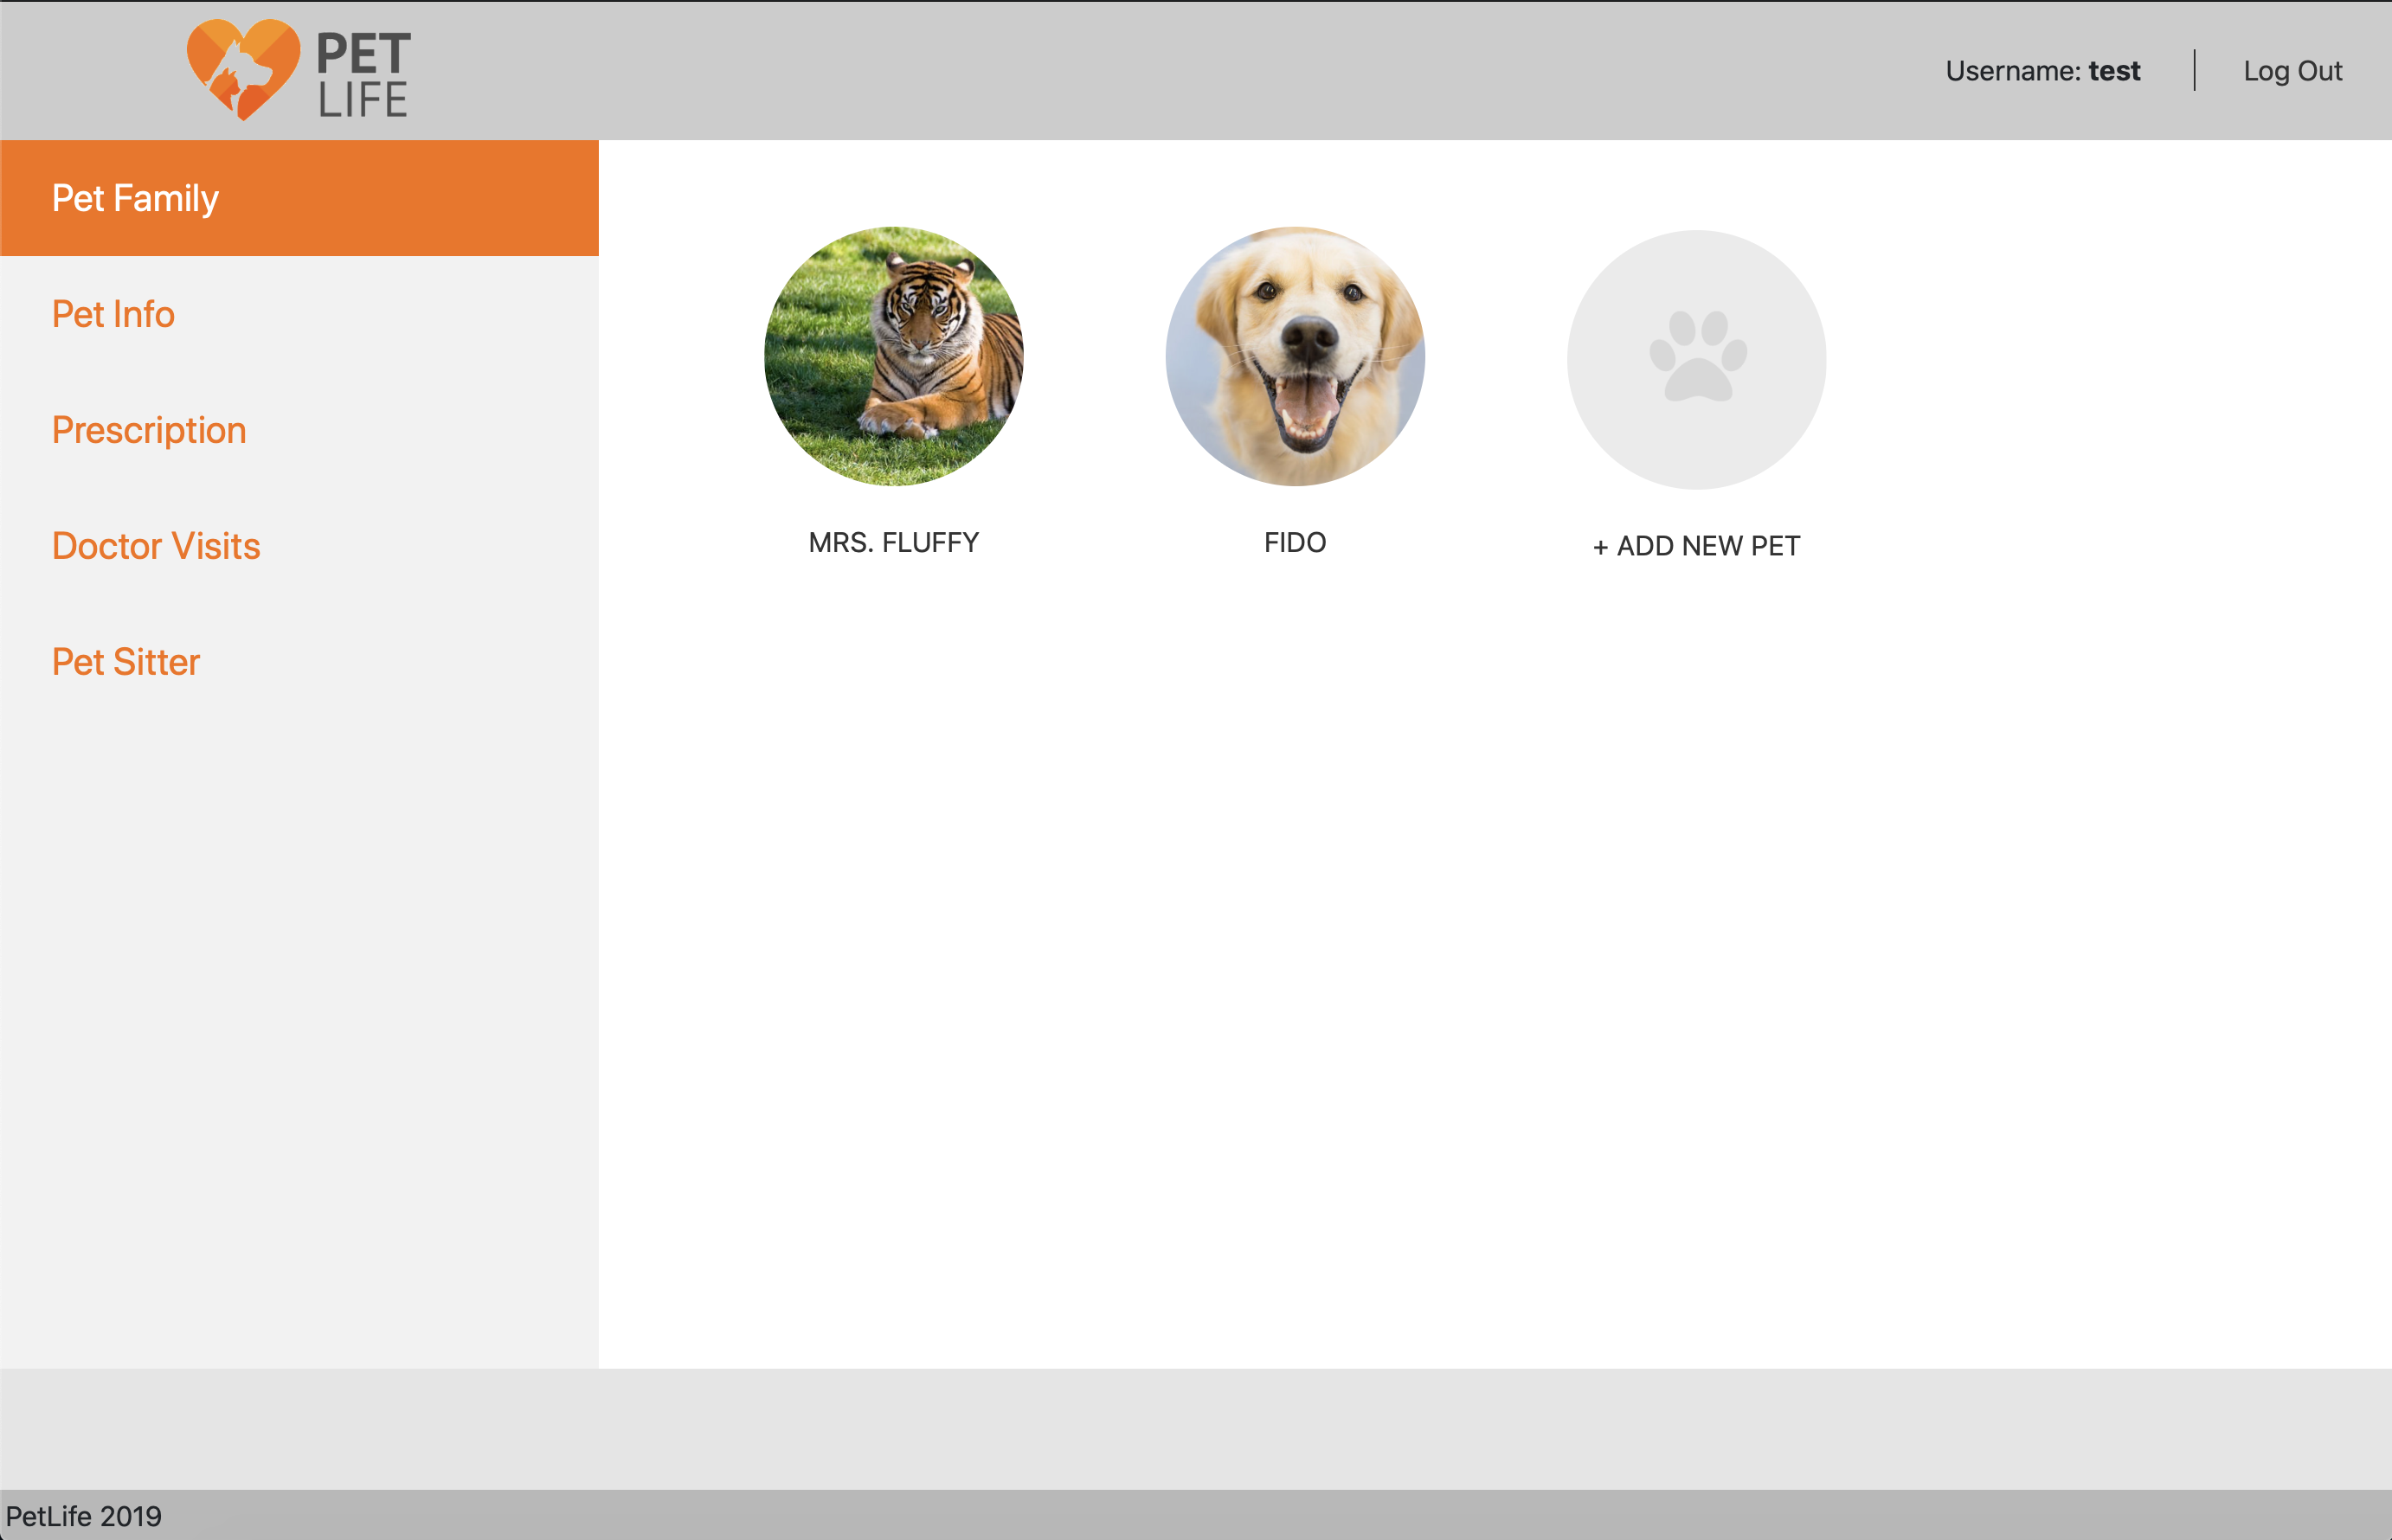 PET
LIFE
Username: test
Log Out
Pet Family
Pet Info
Prescription
Doctor Visits
Pet Sitter
MRS. FLUFFY
FIDO
+ ADD NEW PET
PetLife 2019